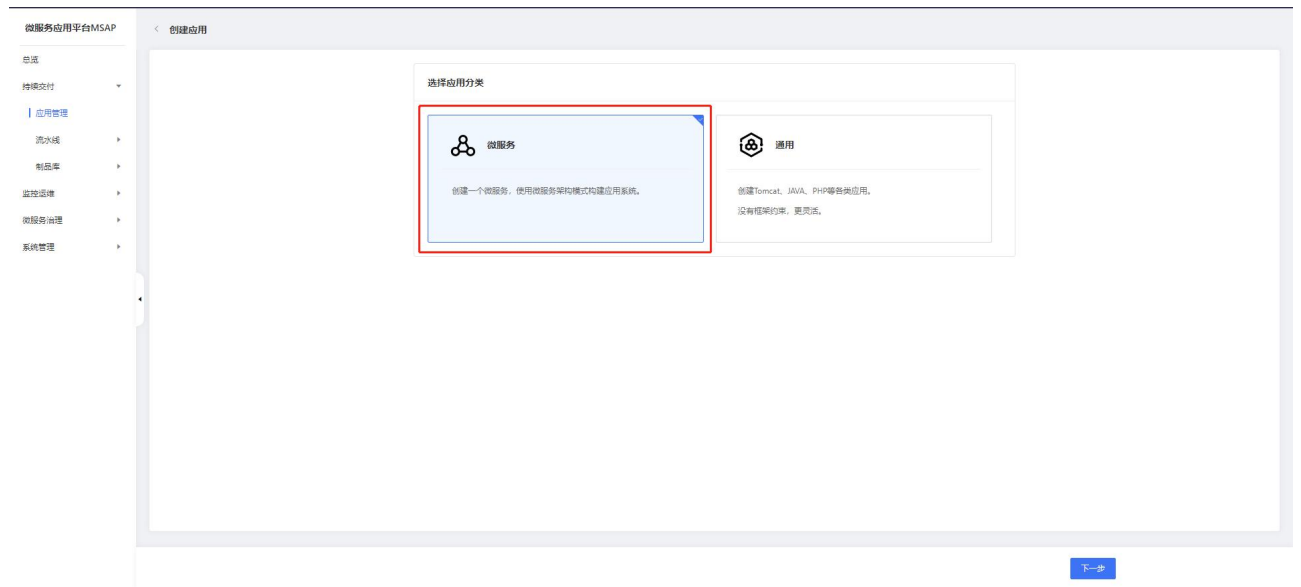 微服务应用平台MSAP
创建应用
总览
持续交付
应用管理
流水线
制品库
监控运维
微服务治理
系统管理
选择应用分类
微服务
创建一个微服务，使用微服务架构模式构建应用系统。
通用
创建Tomcat、JAVA、PHP等各类应用。
没有框架约束，更灵活。
下一步